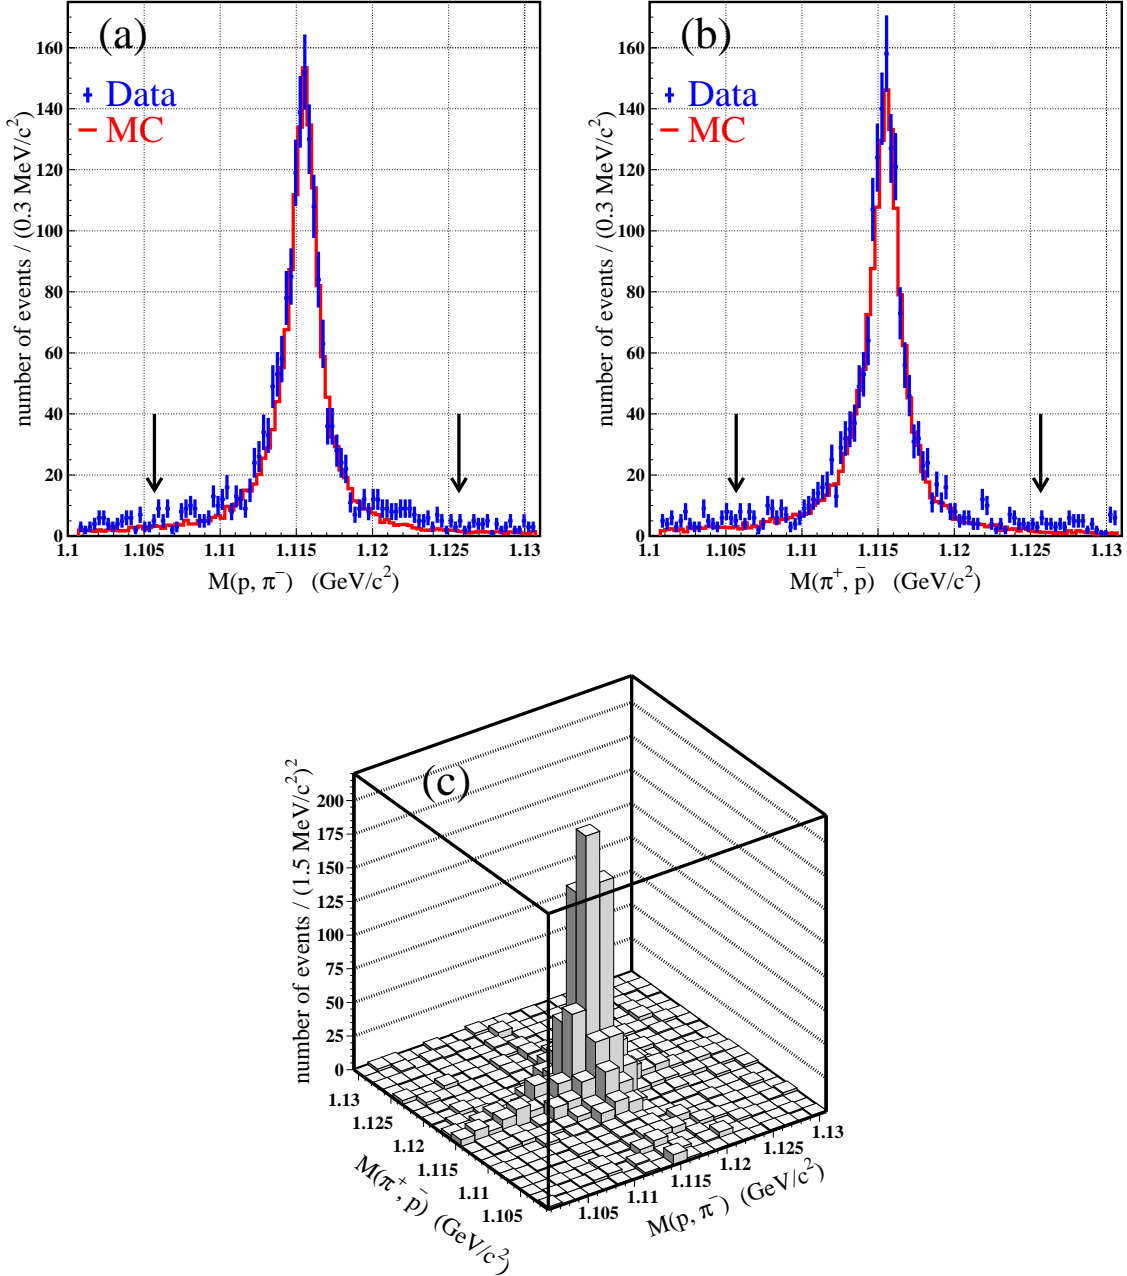 (a)
Data
MC
number of events / (0.3 MeV/c²)
160
140
120
100
80
60
40
20
0
1.1 1.105 1.11 1.115 1.12 1.125 1.13
M(p, π⁻) (GeV/c²)
(b)
Data
MC
number of events / (0.3 MeV/c²)
160
140
120
100
80
60
40
20
0
1.1 1.105 1.11 1.115 1.12 1.125 1.13
M(π⁺, p̄) (GeV/c²)
(c)
number of events / (1.5 MeV/c²)²
200
175
150
125
100
75
50
25
0
1.13
1.125
1.12
1.115
1.11
1.105
M(π⁺, p̄) (GeV/c²)
1.105
1.11
1.115
1.12
1.125
1.13
M(p, π⁻) (GeV/c²)